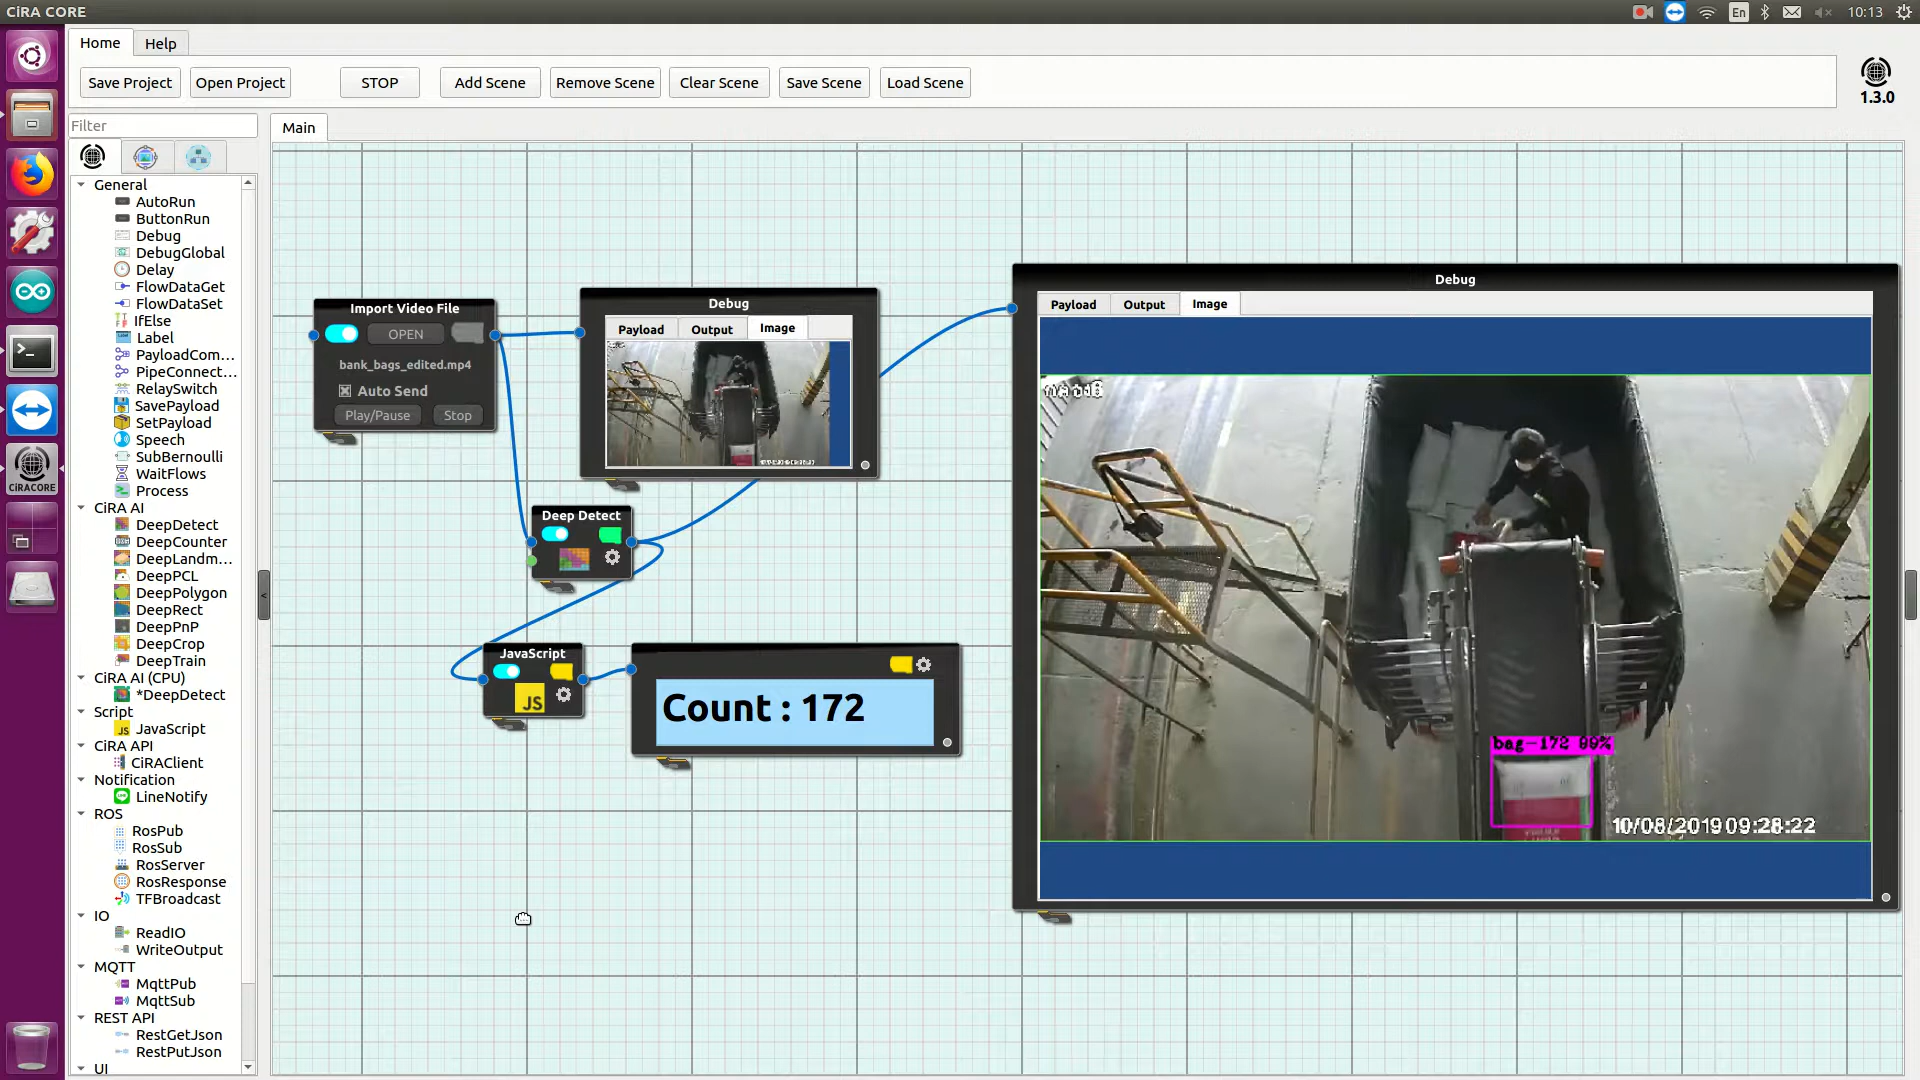 CiRA CORE
En
10:13
Home
Help
Save Project
Open Project
STOP
Add Scene
Remove Scene
Clear Scene
Save Scene
Load Scene
1.3.0
Filter
Main
General
AutoRun
ButtonRun
Debug
DebugGlobal
Delay
FlowDataGet
FlowDataSet
IfElse
Label
PayloadCom...
PipeConnect...
RelaySwitch
SavePayload
SetPayload
Speech
SubBernoulli
WaitFlows
Process
CiRA AI
DeepDetect
DeepCounter
DeepLandm...
DeepPCL
DeepPolygon
DeepRect
DeepPnP
DeepCrop
DeepTrain
CiRA AI (CPU)
*DeepDetect
Script
JavaScript
CiRA API
CiRAClient
Notification
LineNotify
ROS
RosPub
RosSub
RosServer
RosResponse
TFBroadcast
IO
ReadIO
WriteOutput
MQTT
MqttPub
MqttSub
REST API
RestGetJson
RestPutJson
UI
CiRACORE
<
Import Video File
OPEN
bank_bags_edited.mp4
Auto Send
Play/Pause
Stop
Debug
Payload
Output
Image
Deep Detect
JavaScript
JS
Count : 172
Debug
Payload
Output
Image
bag-172 99%
10/08/2019 09:28:22